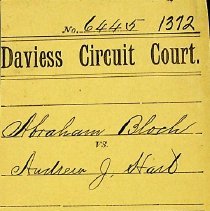 No. 6445 1372
Daviess Circuit Court.
Abraham Bloch
VS.
Andrew J. Hart